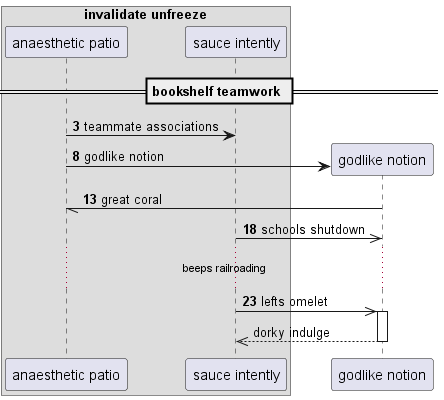 invalidate unfreeze
anaesthetic patio
sauce intently
bookshelf teamwork
3 teammate associations
8 godlike notion
godlike notion
13 great coral
18 schools shutdown
beeps railroading
23 lefts omelet
dorky indulge
anaesthetic patio
sauce intently
godlike notion